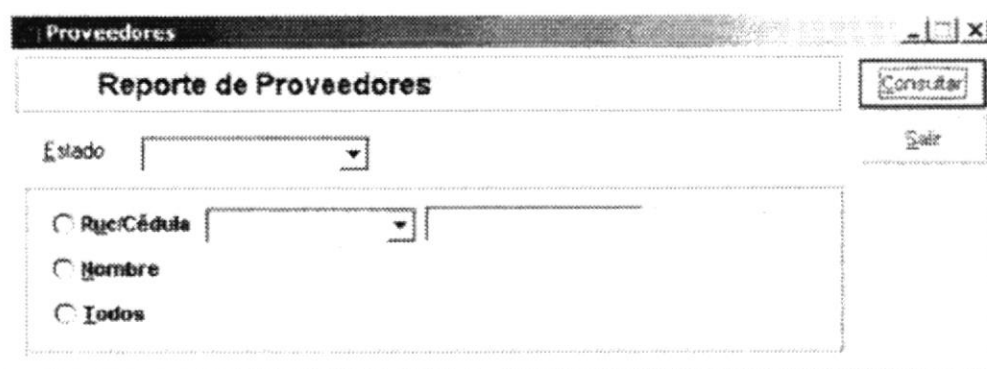 Proveedores
Reporte de Proveedores
Consultar
Estado
Salir
Ruc/Cédula
Nombre
Todos